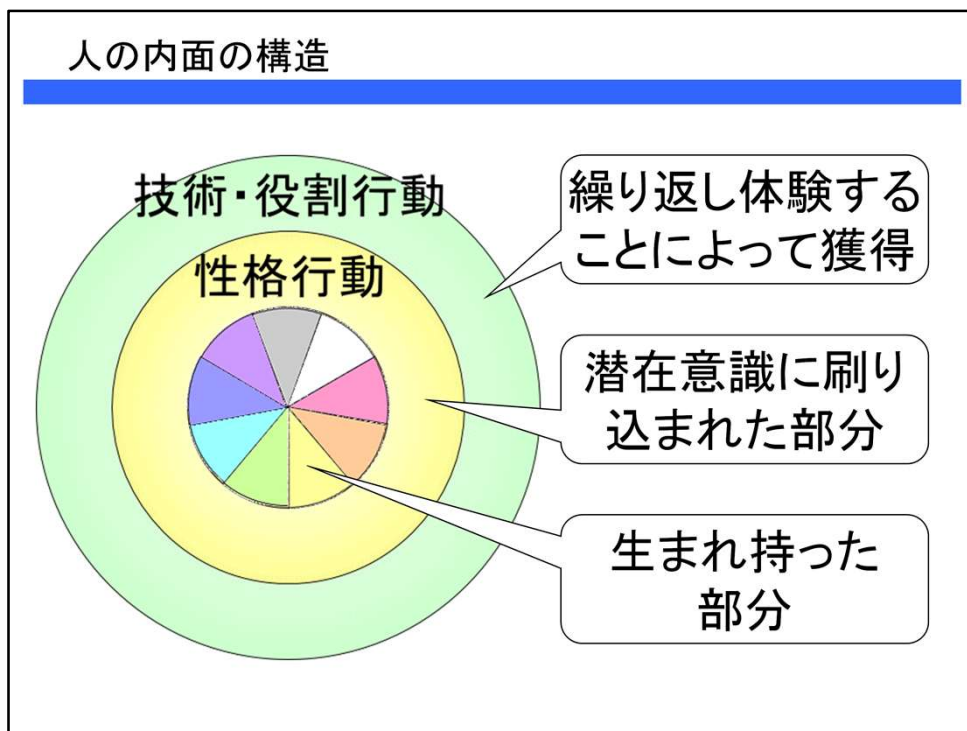 人の内面の構造
技術・役割行動
性格行動
繰り返し体験する
ことによって獲得
潜在意識に刷り
込まれた部分
生まれ持った
部分